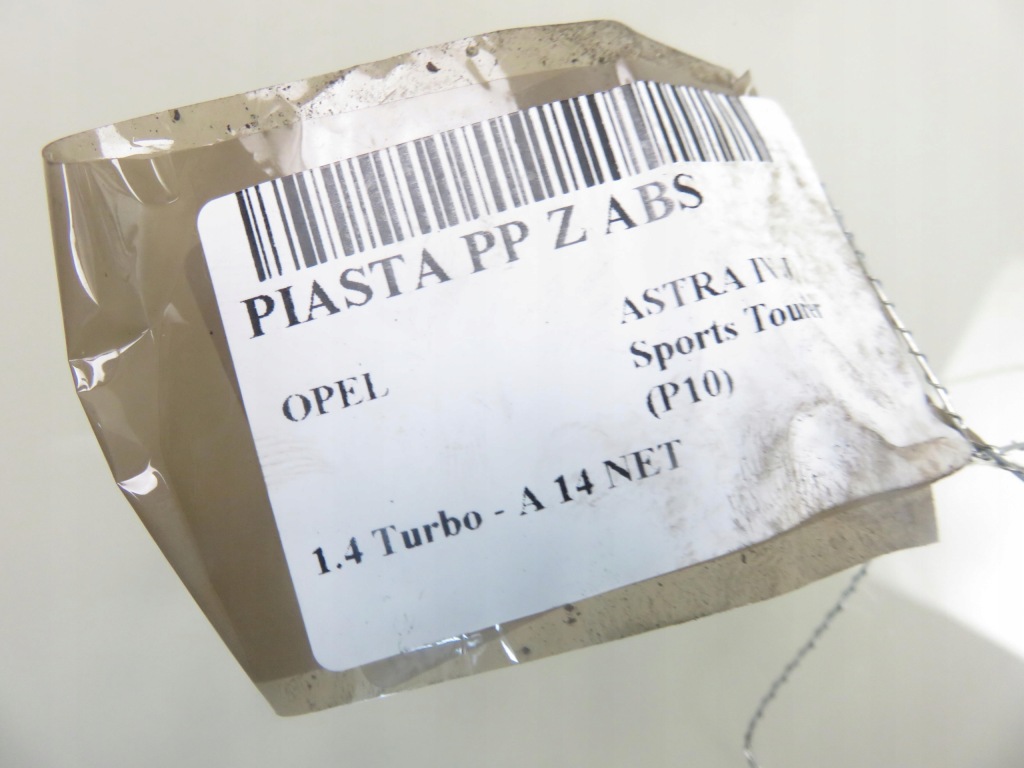 PIASTA PP Z ABS
OPEL
ASTRA IV J
Sports Tourer
(P10)
1.4 Turbo - A 14 NET